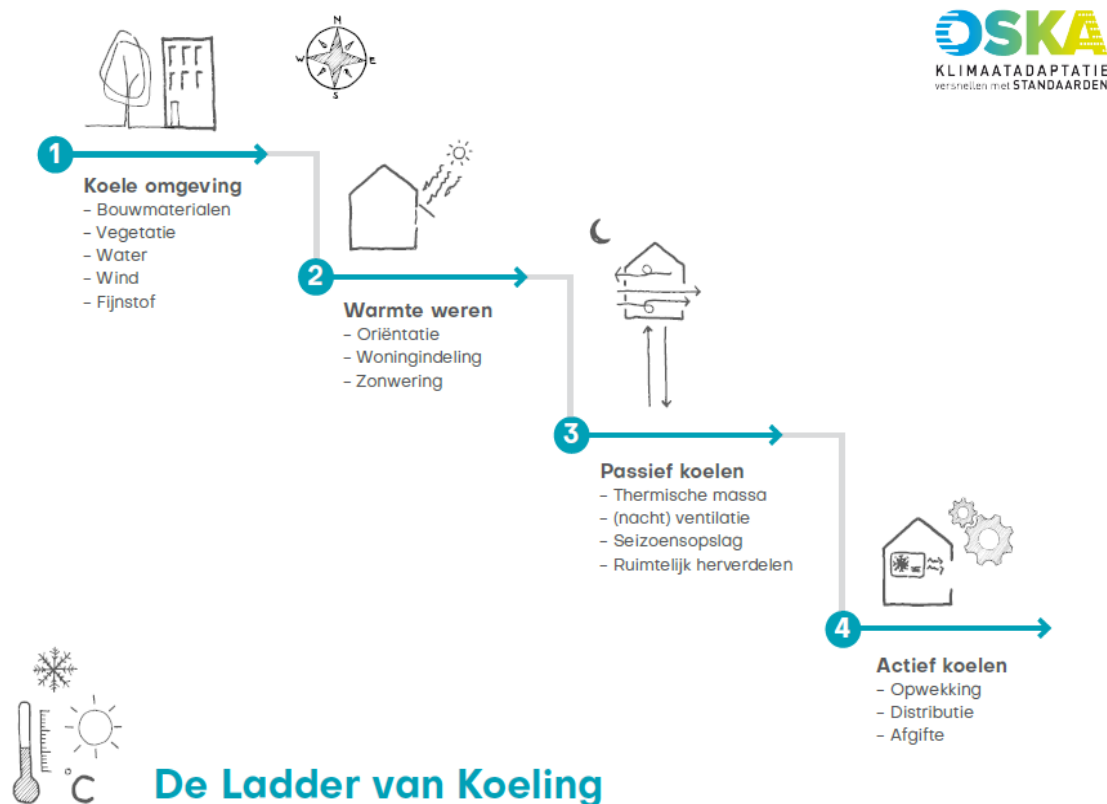 N
W E
S
OSKA
KLIMAATADAPTATIE
versnellen met STANDAARDEN
1
Koele omgeving
- Bouwmaterialen
- Vegetatie
- Water
- Wind
- Fijnstof
2
Warmte weren
- Oriëntatie
- Woningindeling
- Zonwering
3
Passief koelen
- Thermische massa
- (nacht) ventilatie
- Seizoensopslag
- Ruimtelijk herverdelen
4
Actief koelen
- Opwekking
- Distributie
- Afgifte
°C
De Ladder van Koeling